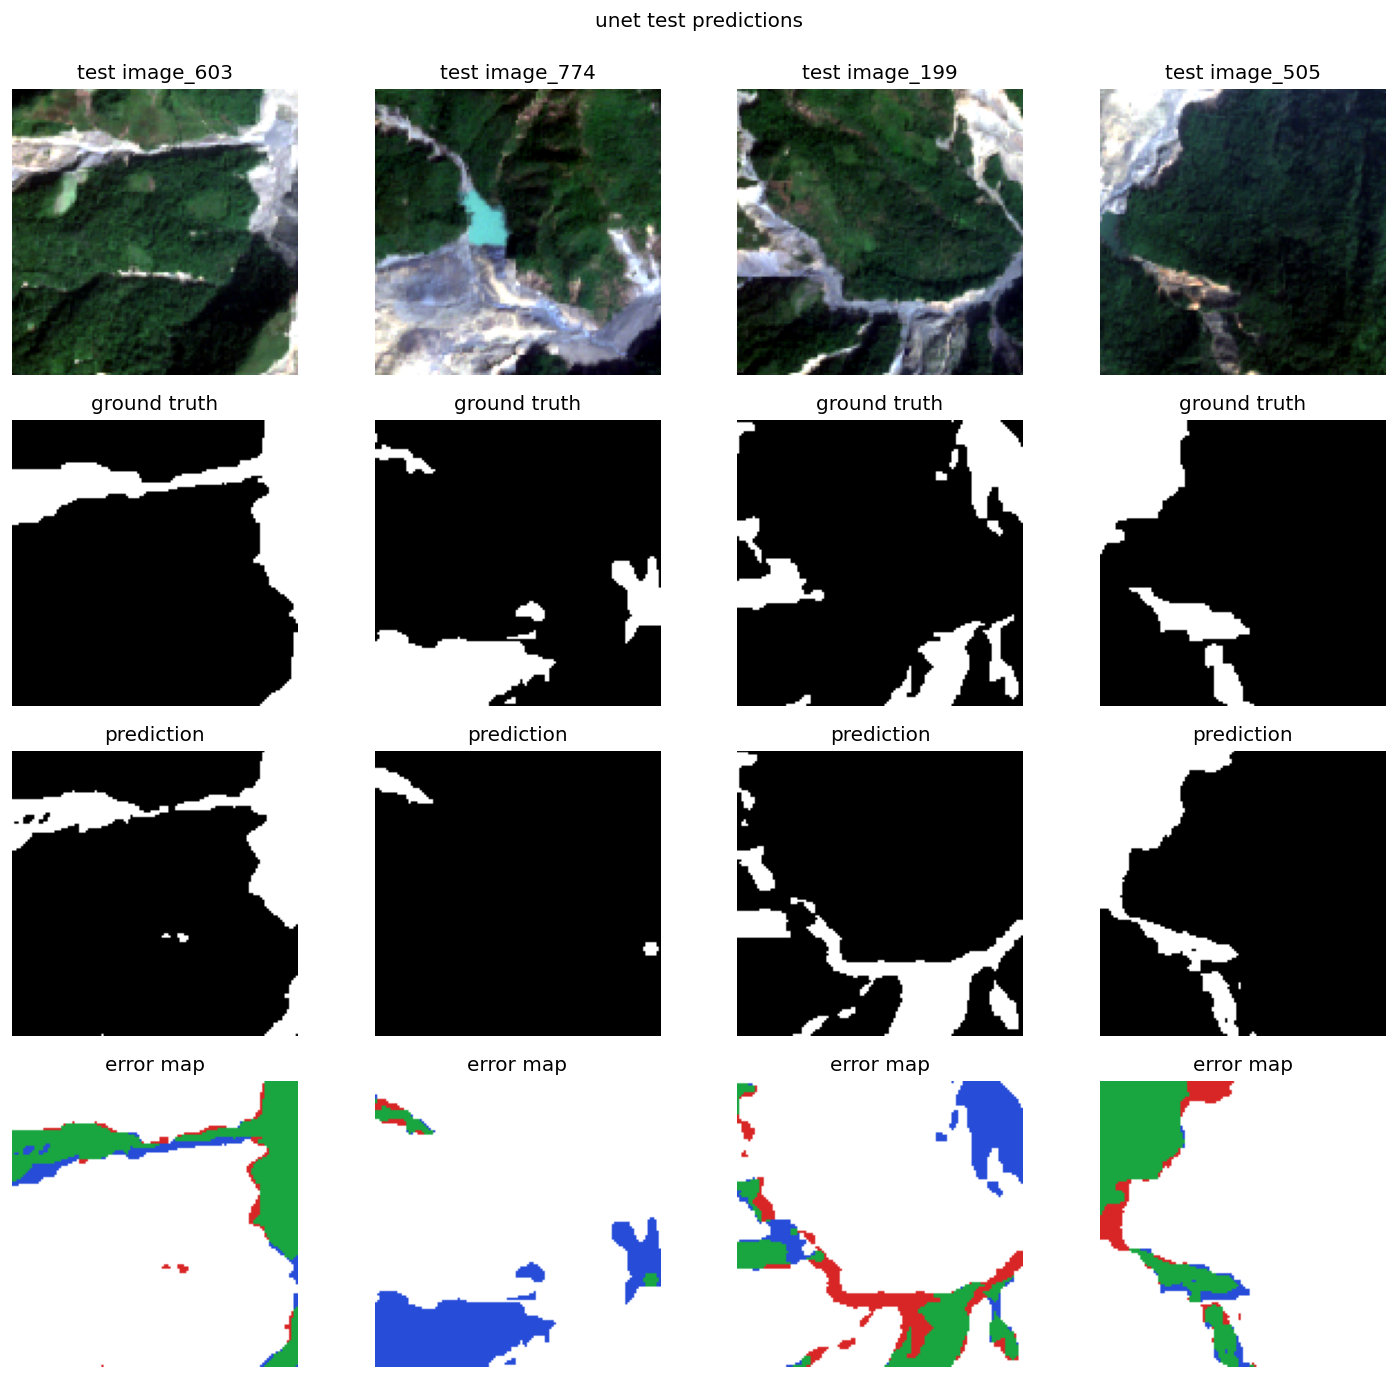 unet test predictions
test image_603
test image_774
test image_199
test image_505
ground truth
ground truth
ground truth
ground truth
prediction
prediction
prediction
prediction
error map
error map
error map
error map